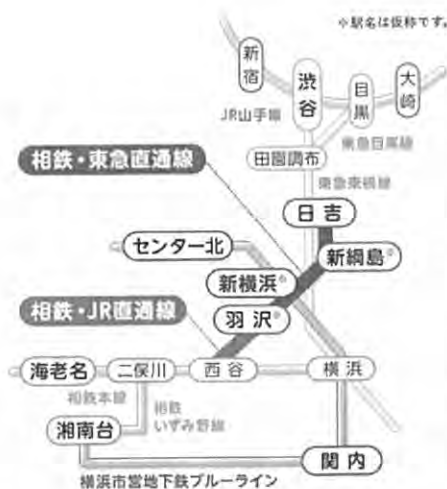 ※駅名は仮称です。
新宿
渋谷
目黒
大崎
JR山手線
田園調布
東急目黒線
相鉄・東急直通線
東急東横線
日吉
センター北
新綱島※
新横浜※
羽沢※
相鉄・JR直通線
海老名
二俣川
西谷
横浜
相鉄本線
相鉄
いずみ野線
湘南台
関内
横浜市営地下鉄ブルーライン